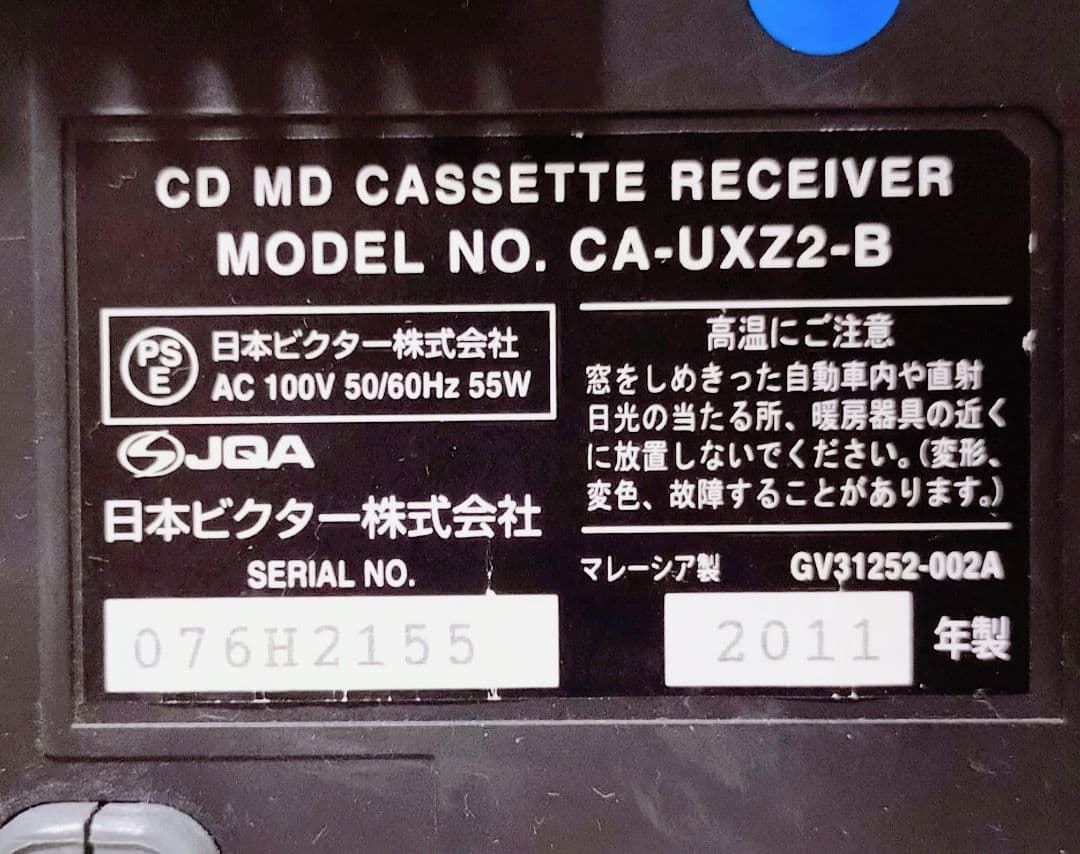 CD MD CASSETTE RECEIVER
MODEL NO. CA-UXZ2-B
PS
E
日本ビクター株式会社
AC 100V 50/60Hz 55W
JQA
日本ビクター株式会社
SERIAL NO.
076H2155
高温にご注意
窓をしめきった自動車内や直射
日光の当たる所、暖房器具の近く
に放置しないでください。(変形、
変色、故障することがあります。)
マレーシア製 GV31252-002A
2011 年製